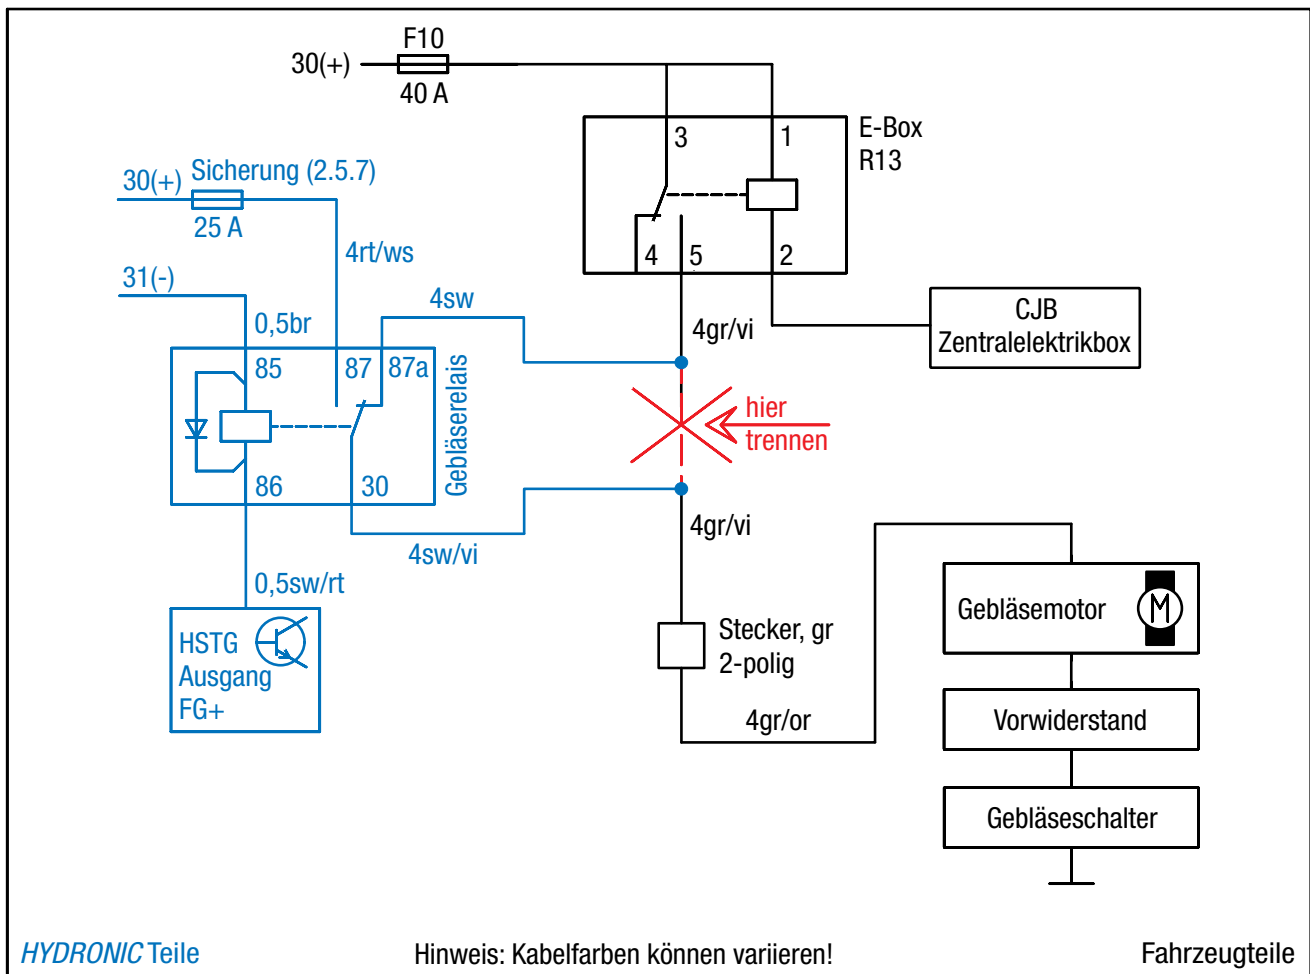 F10
30(+)
40 A
3
1
E-Box
R13
Sicherung (2.5.7)
30(+)
25 A
4rt/ws
4
5
2
31(-)
4sw
0,5br
4gr/vi
CJB
Zentralelektrikbox
85
87
87a
Gebläserelais
hier
trennen
86
30
4gr/vi
4sw/vi
0,5sw/rt
HSTG
Ausgang
FG+
Stecker, gr
2-polig
Gebläsemotor
M
4gr/or
Vorwiderstand
Gebläseschalter
HYDRONIC Teile
Hinweis: Kabelfarben können variieren!
Fahrzeugteile